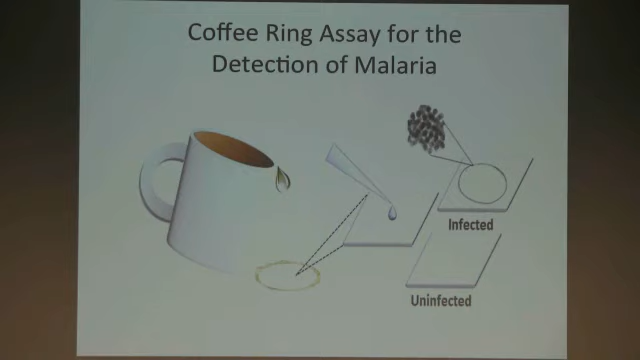 Coffee Ring Assay for the
Detection of Malaria
Infected
Uninfected